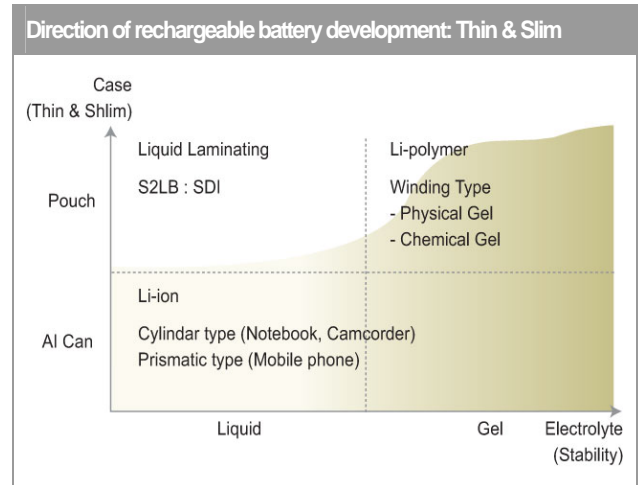 Direction of rechargeable battery development: Thin & Slim
Case
(Thin & Shlim)
Liquid Laminating
S2LB : SDI
Li-polymer
Winding Type
- Physical Gel
- Chemical Gel
Pouch
Li-ion
Cylindar type (Notebook, Camcorder)
Prismatic type (Mobile phone)
Al Can
Liquid
Gel
Electrolyte
(Stability)